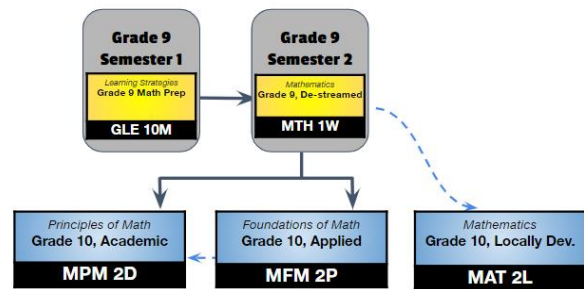 Grade 9
Semester 1
Learning Strategies
Grade 9 Math Prep
GLE 10M
Grade 9
Semester 2
Mathematics
Grade 9, De-streamed
MTH 1W
Principles of Math
Grade 10, Academic
MPM 2D
Foundations of Math
Grade 10, Applied
MFM 2P
Mathematics
Grade 10, Locally Dev.
MAT 2L